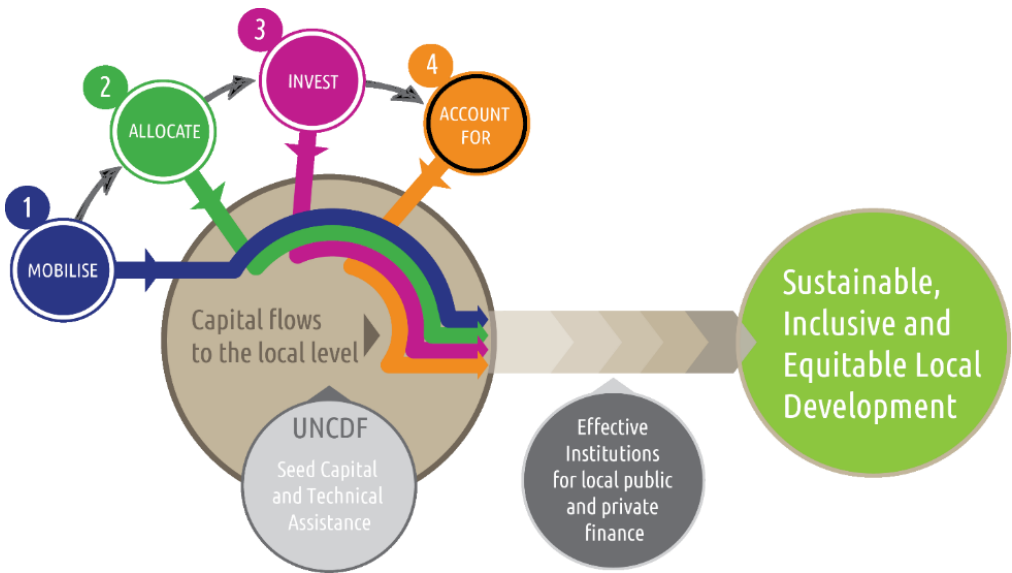 1
MOBILISE
2
ALLOCATE
3
INVEST
4
ACCOUNT
FOR
Capital flows
to the local level
UNCDF
Seed Capital
and Technical
Assistance
Effective
Institutions
for local public
and private
finance
Sustainable,
Inclusive and
Equitable Local
Development